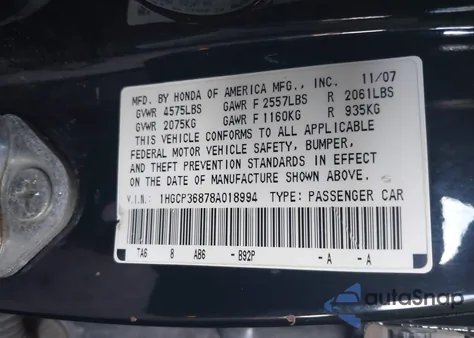 MFD. BY HONDA OF AMERICA MFG., INC. 11/07
GVWR 4575LBS GAWR F 2557LBS R 2061LBS
GVWR 2075KG GAWR F 1160KG R 935KG
THIS VEHICLE CONFORMS TO ALL APPLICABLE
FEDERAL MOTOR VEHICLE SAFETY, BUMPER,
AND THEFT PREVENTION STANDARDS IN EFFECT
ON THE DATE OF MANUFACTURE SHOWN ABOVE.
V.I.N: 1HGCP36878A018994 TYPE: PASSENGER CAR
TA6 8 AB6 - B92P -A -A
autoSnap